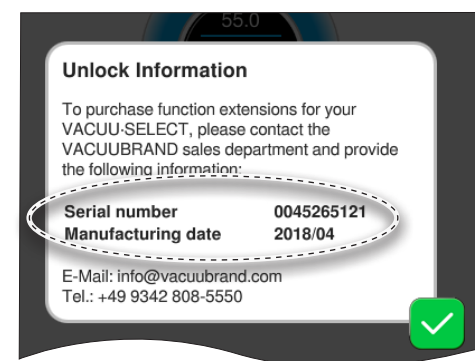 55.0
Unlock Information
To purchase function extensions for your
VACUU·SELECT, please contact the
VACUUBRAND sales department and provide
the following information:
Serial number 0045265121
Manufacturing date 2018/04
E-Mail: info@vacuubrand.com
Tel.: +49 9342 808-5550